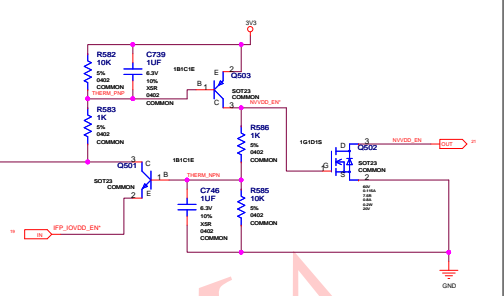 3V3
R582
10K
5%
0402
COMMON
C739
1UF
6.3V
10%
X5R
0402
COMMON
THERM_PNP
1B1C1E
E
2
B
1
Q503
SOT23
COMMON
C
3
NVVDD_EN*
R583
1K
5%
0402
COMMON
R586
1K
5%
0402
COMMON
1G1D1S
D
3
NVVDD_EN
OUT
G
Q502
SOT23
COMMON
S
2
3
C
Q501
1B1C1E
SOT23
COMMON
1
B
THERM_NPN
2
E
C746
1UF
6.3V
10%
X5R
0402
COMMON
R585
10K
5%
0402
COMMON
IN
IFP_IOVDD_EN*
GND